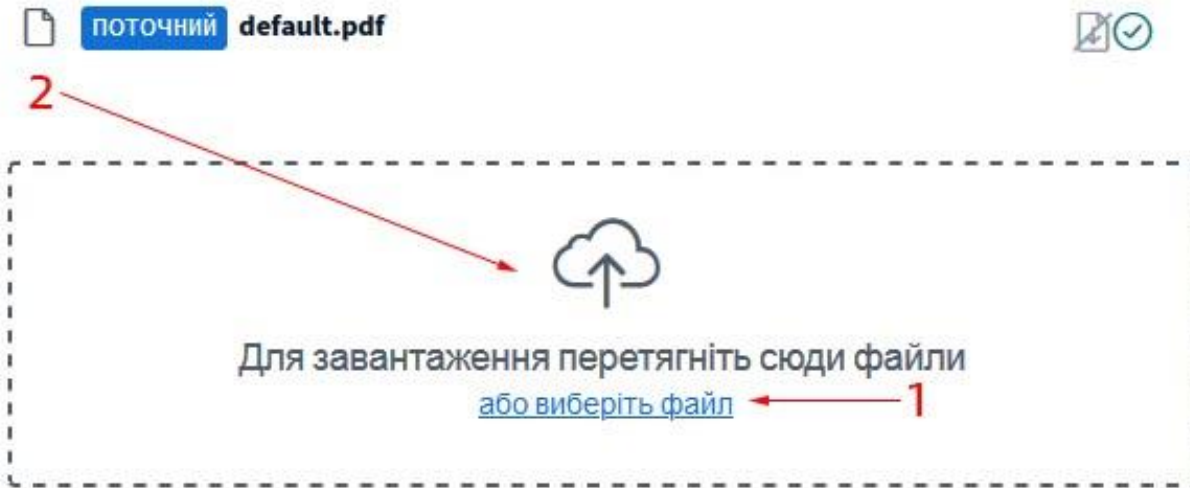 поточний default.pdf
2
Для завантаження перетягніть сюди файли
або виберіть файл 1